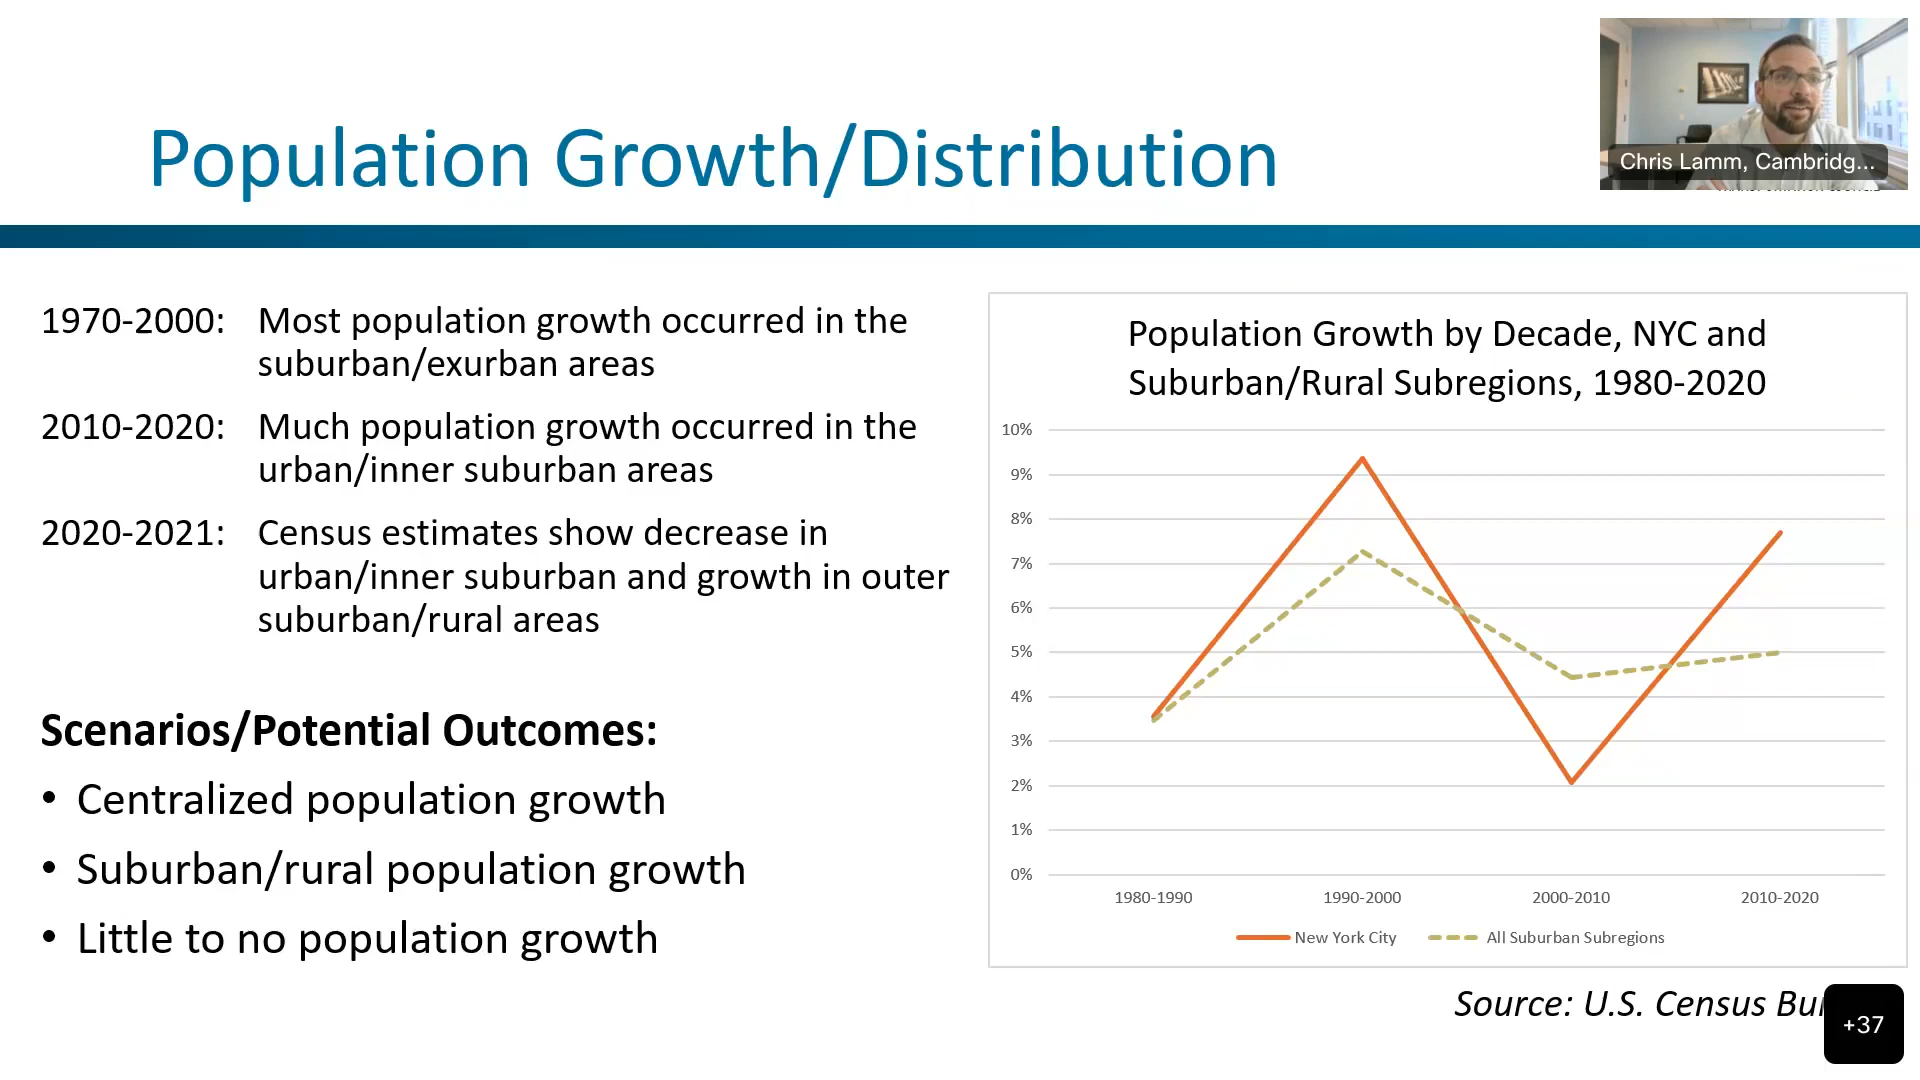 Chris Lamm, Cambridg...
Population Growth/Distribution
1970-2000: Most population growth occurred in the
suburban/exurban areas
2010-2020: Much population growth occurred in the
urban/inner suburban areas
2020-2021: Census estimates show decrease in
urban/inner suburban and growth in outer
suburban/rural areas
Scenarios/Potential Outcomes:
• Centralized population growth
• Suburban/rural population growth
• Little to no population growth
Population Growth by Decade, NYC and
Suburban/Rural Subregions, 1980-2020
10%
9%
8%
7%
6%
5%
4%
3%
2%
1%
0%
1980-1990 1990-2000 2000-2010 2010-2020
New York City All Suburban Subregions
Source: U.S. Census
+37